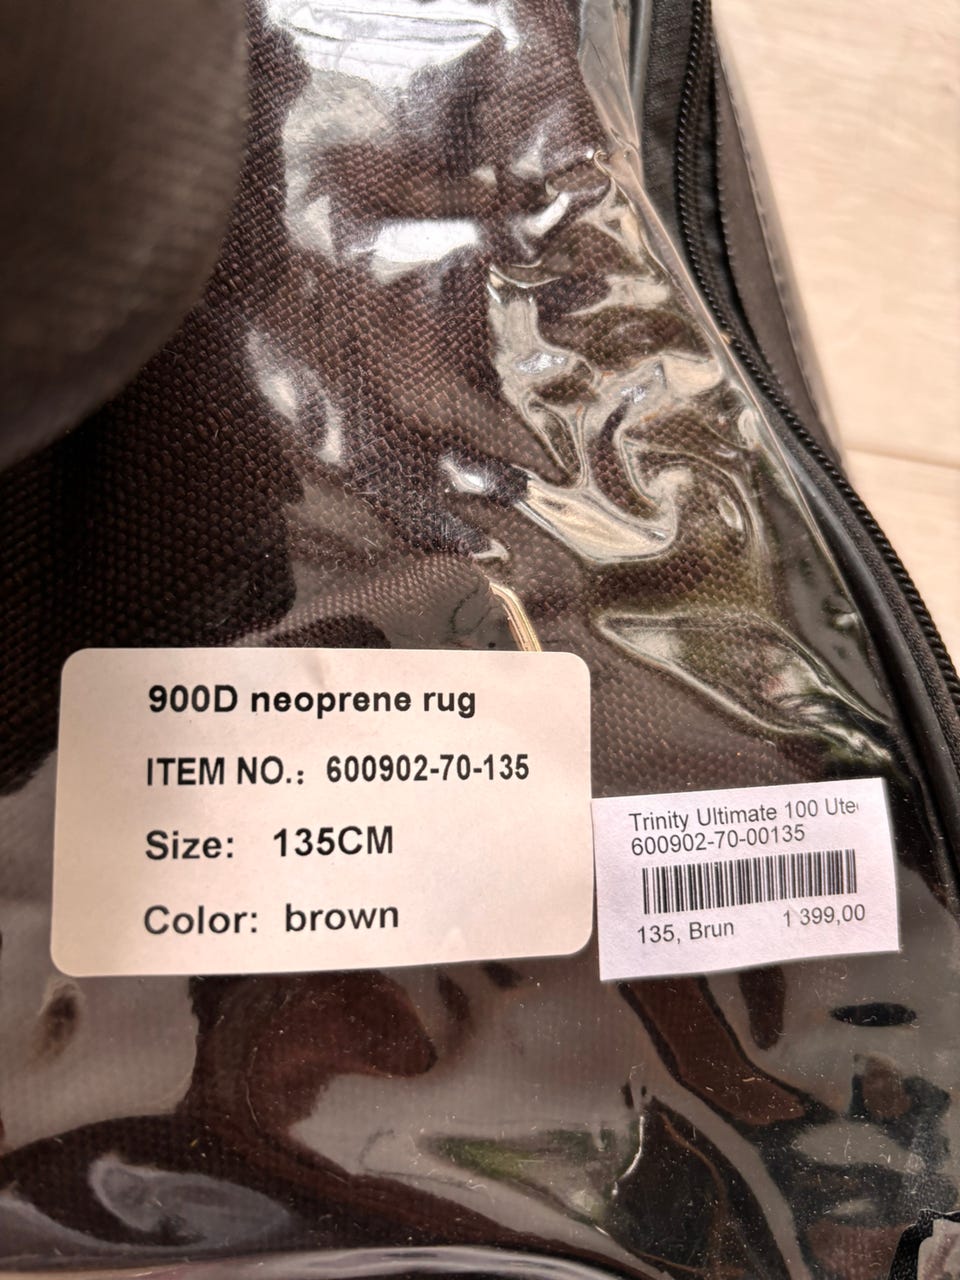 900D neoprene rug
ITEM NO.: 600902-70-135
Size: 135CM
Color: brown
Trinity Ultimate 100 Ute
600902-70-00135
135, Brun 1 399,00